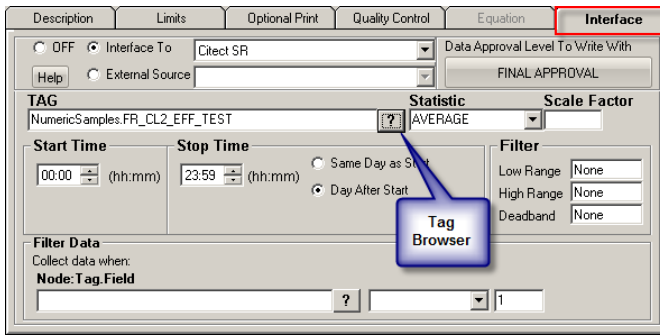 Description Limits Optional Print Quality Control Equation Interface
OFF Interface To Citect SR Data Approval Level To Write With
Help External Source FINAL APPROVAL
TAG Statistic Scale Factor
NumericSamples.FR_CL2_EFF_TEST ? AVERAGE
Start Time Stop Time Filter
00:00 (hh:mm) 23:59 (hh:mm) Same Day as St rt Low Range None
Day After Start High Range None
Deadband None
Tag
Browser
Filter Data
Collect data when:
Node:Tag.Field
? 1